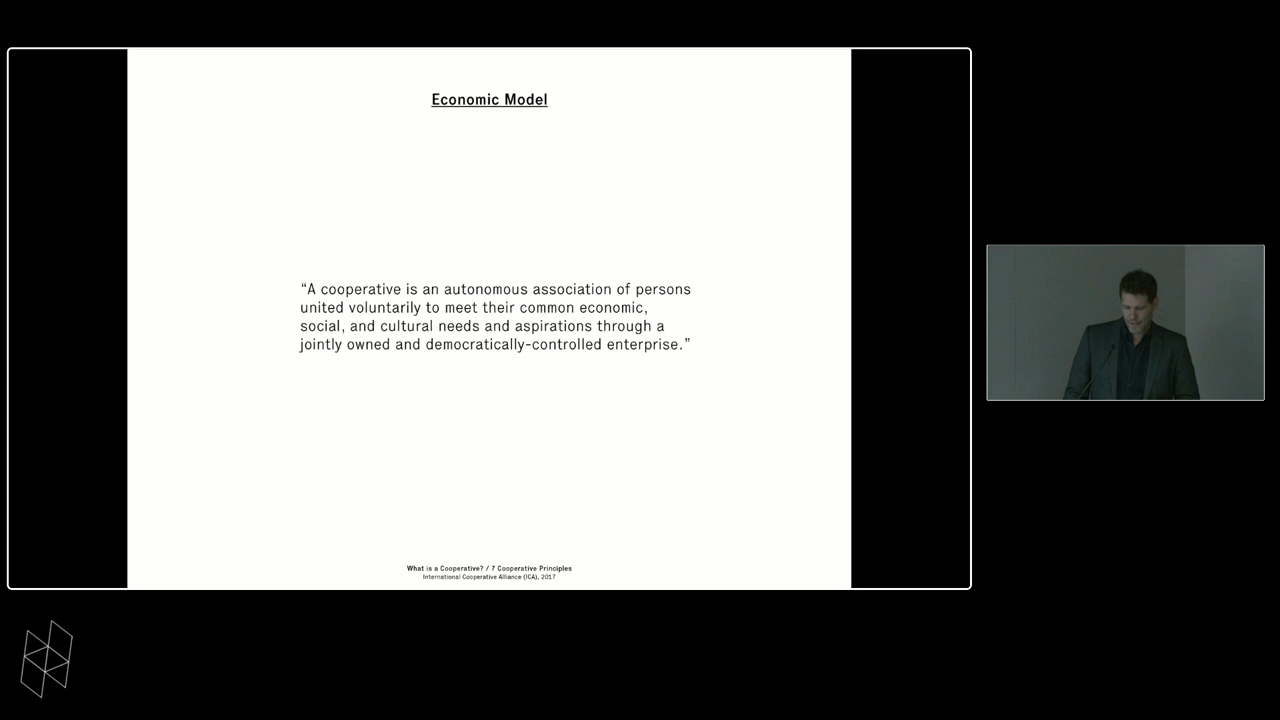 Economic Model
“A cooperative is an autonomous association of persons
united voluntarily to meet their common economic,
social, and cultural needs and aspirations through a
jointly owned and democratically-controlled enterprise.”
What is a Cooperative? / 7 Cooperative Principles
International Cooperative Alliance (ICA), 2017